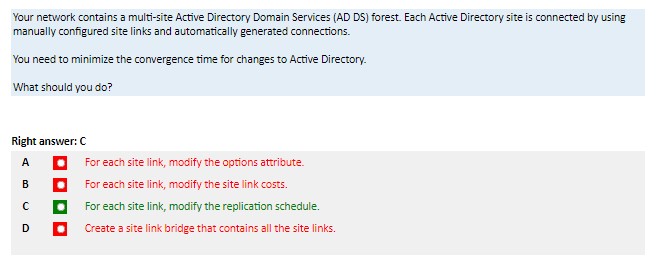 Your network contains a multi-site Active Directory Domain Services (AD DS) forest. Each Active Directory site is connected by using
manually configured site links and automatically generated connections.
You need to minimize the convergence time for changes to Active Directory.
What should you do?
Right answer: C
A For each site link, modify the options attribute.
B For each site link, modify the site link costs.
C For each site link, modify the replication schedule.
D Create a site link bridge that contains all the site links.